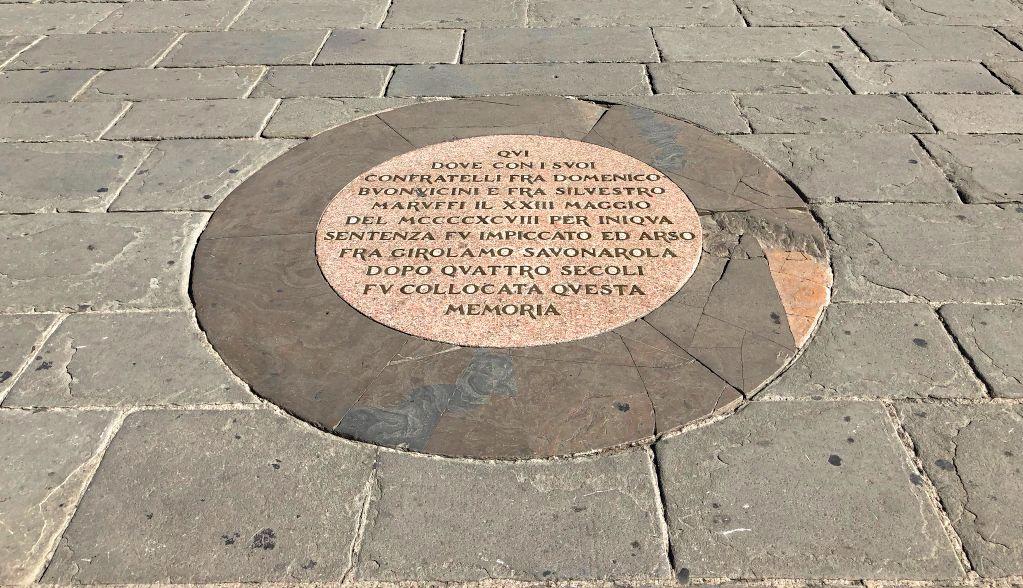 QVI
DOVE CON I SVOI
CONFRATELLI FRA DOMENICO
BVONVICINI E FRA SILVESTRO
MARVFFI IL XXIII MAGGIO
DEL MCCCCXCVIII PER INIQVA
SENTENZA FV IMPICCATO ED ARSO
FRA GIROLAMO SAVONAROLA
DOPO QVATTRO SECOLI
FV COLLOCATA QVESTA
MEMORIA